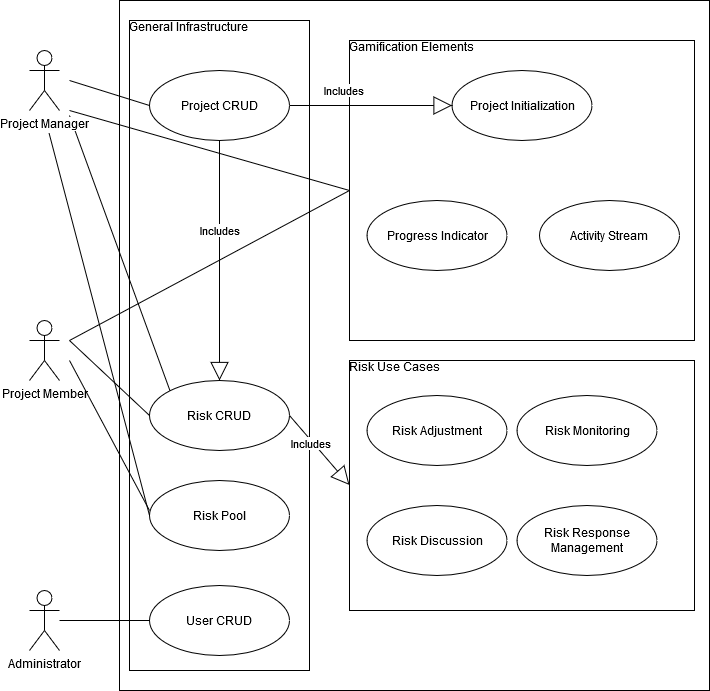 General Infrastructure
Gamification Elements
Project Manager
Project CRUD
Includes
Project Initialization
Includes
Progress Indicator
Activity Stream
Project Member
Risk Use Cases
Risk CRUD
Includes
Risk Adjustment
Risk Monitoring
Risk Pool
Risk Discussion
Risk Response
Management
User CRUD
Administrator